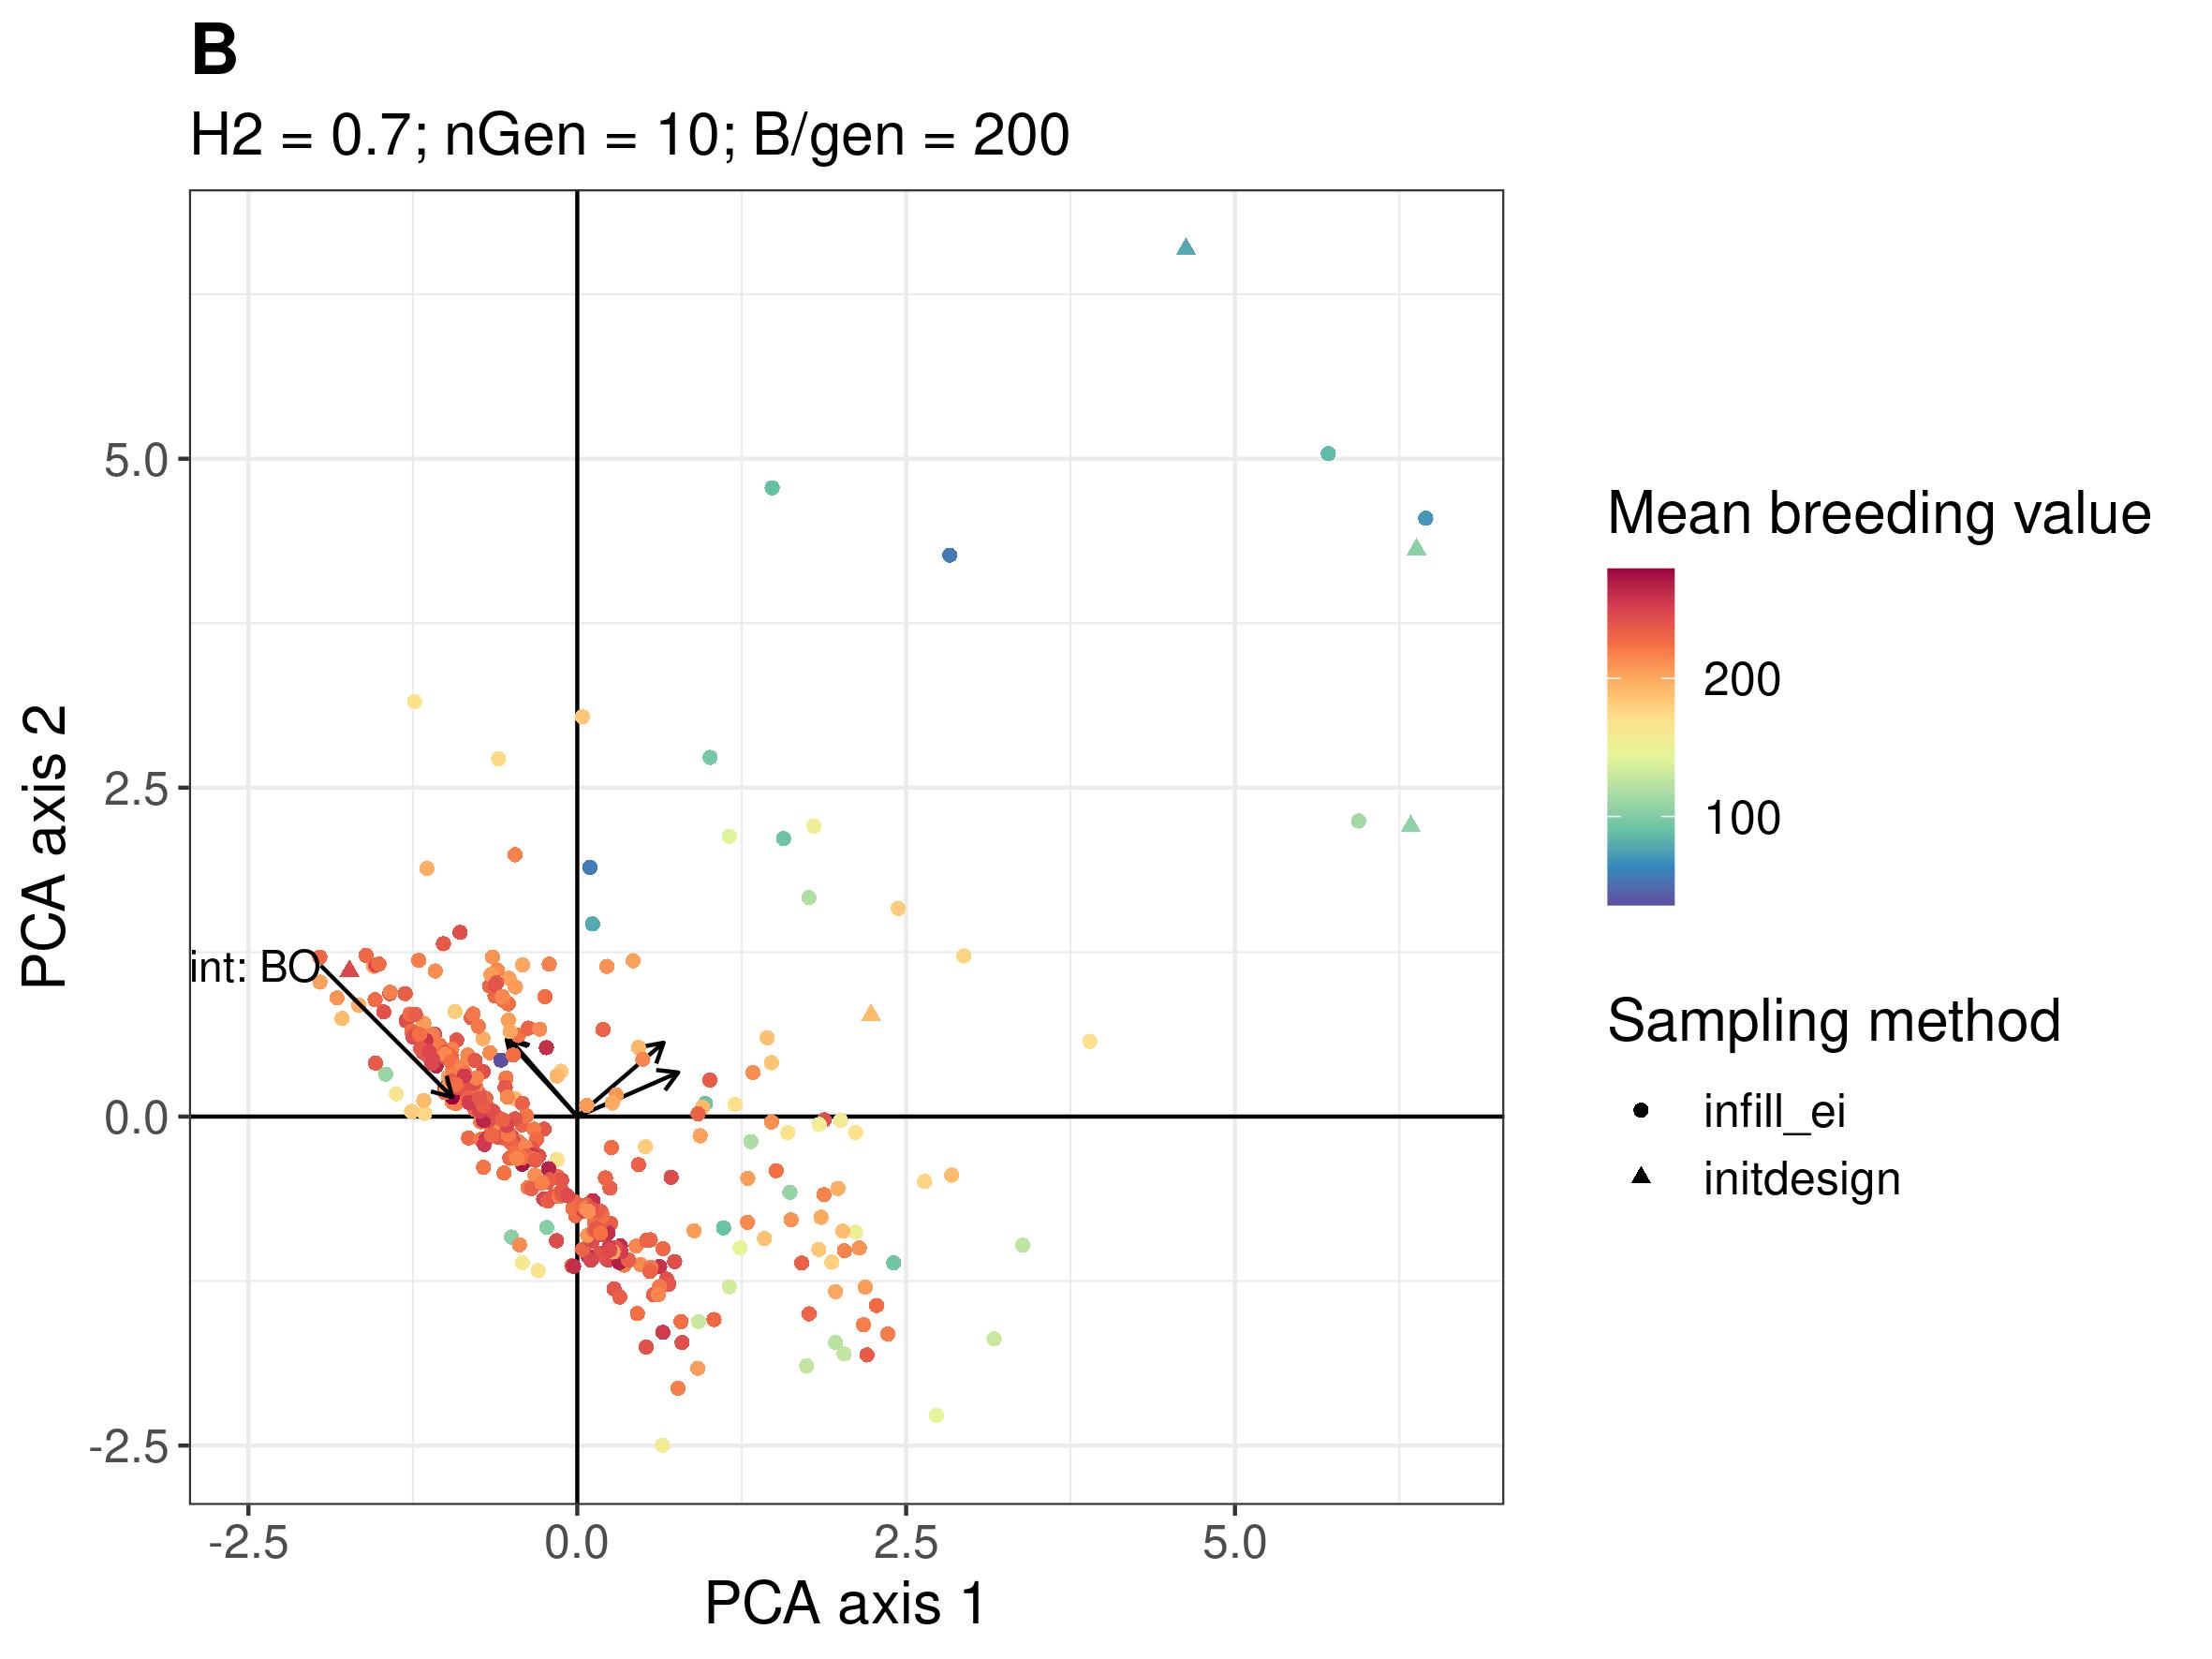 B
H2 = 0.7; nGen = 10; B/gen = 200
PCA axis 2
5.0
2.5
0.0
-2.5
int: BO
-2.5 0.0 2.5 5.0
PCA axis 1
Mean breeding value
200
100
Sampling method
infill_ei
initdesign